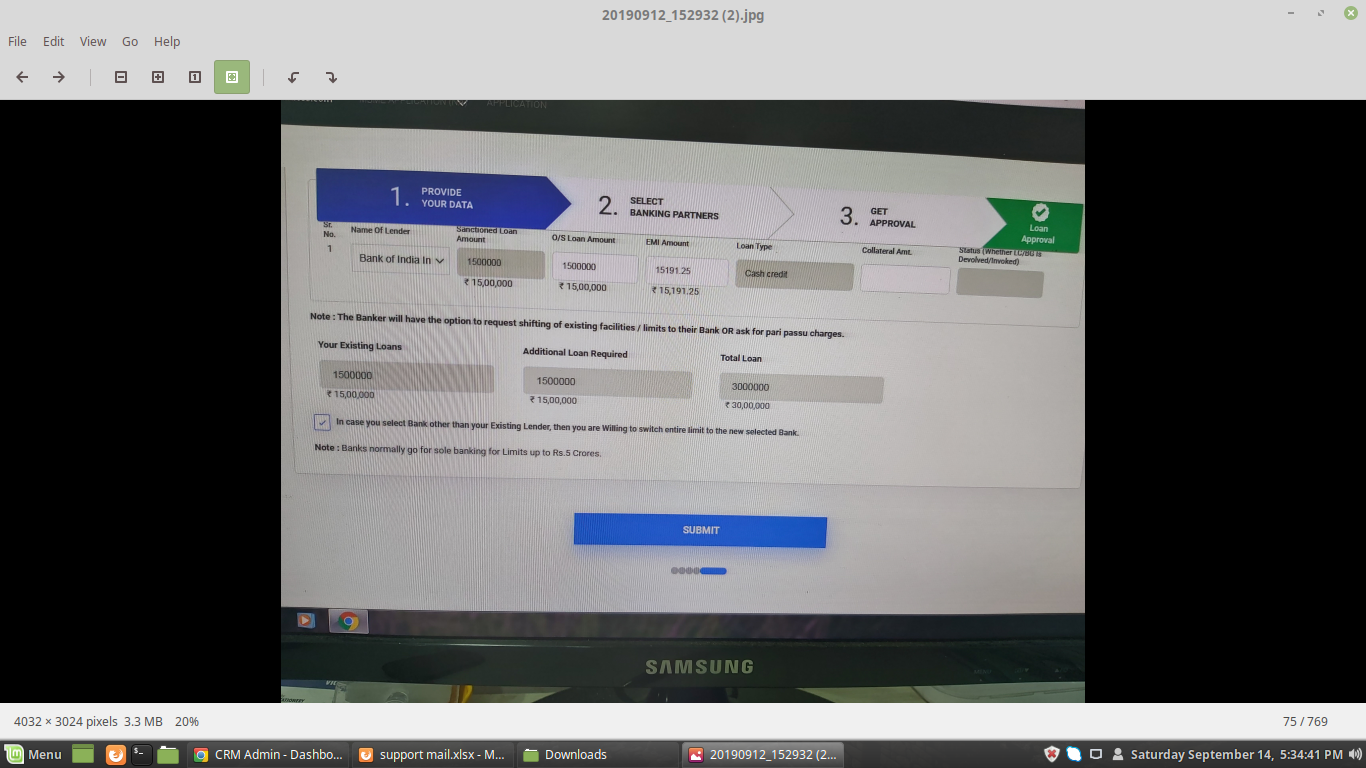 20190912_152932 (2).jpg
File Edit View Go Help
APPLICATION
1. PROVIDE
YOUR DATA
2. SELECT
BANKING PARTNERS
3. GET
APPROVAL
Loan
Approval
Sr.
No.
Name Of Lender
Sanctioned Loan
Amount
O/S Loan Amount
EMI Amount
Loan Type
Collateral Amt.
Status (Whether LC/BG is
Devolved/Invoked)
1
Bank of India In
1500000
1500000
15191.25
Cash credit
₹ 15,00,000
₹ 15,00,000
₹ 15,191.25
Note : The Banker will have the option to request shifting of existing facilities / limits to their Bank OR ask for pari passu charges.
Your Existing Loans
Additional Loan Required
Total Loan
1500000
1500000
3000000
₹ 15,00,000
₹ 15,00,000
₹ 30,00,000
In case you select Bank other than your Existing Lender, then you are Willing to switch entire limit to the new selected Bank.
Note : Banks normally go for sole banking for Limits up to Rs.5 Crores.
SUBMIT
SAMSUNG
4032 × 3024 pixels 3.3 MB 20%
75 / 769
Menu
CRM Admin - Dashbo...
support mail.xlsx - M...
Downloads
20190912_152932 (2...
Saturday September 14, 5:34:41 PM